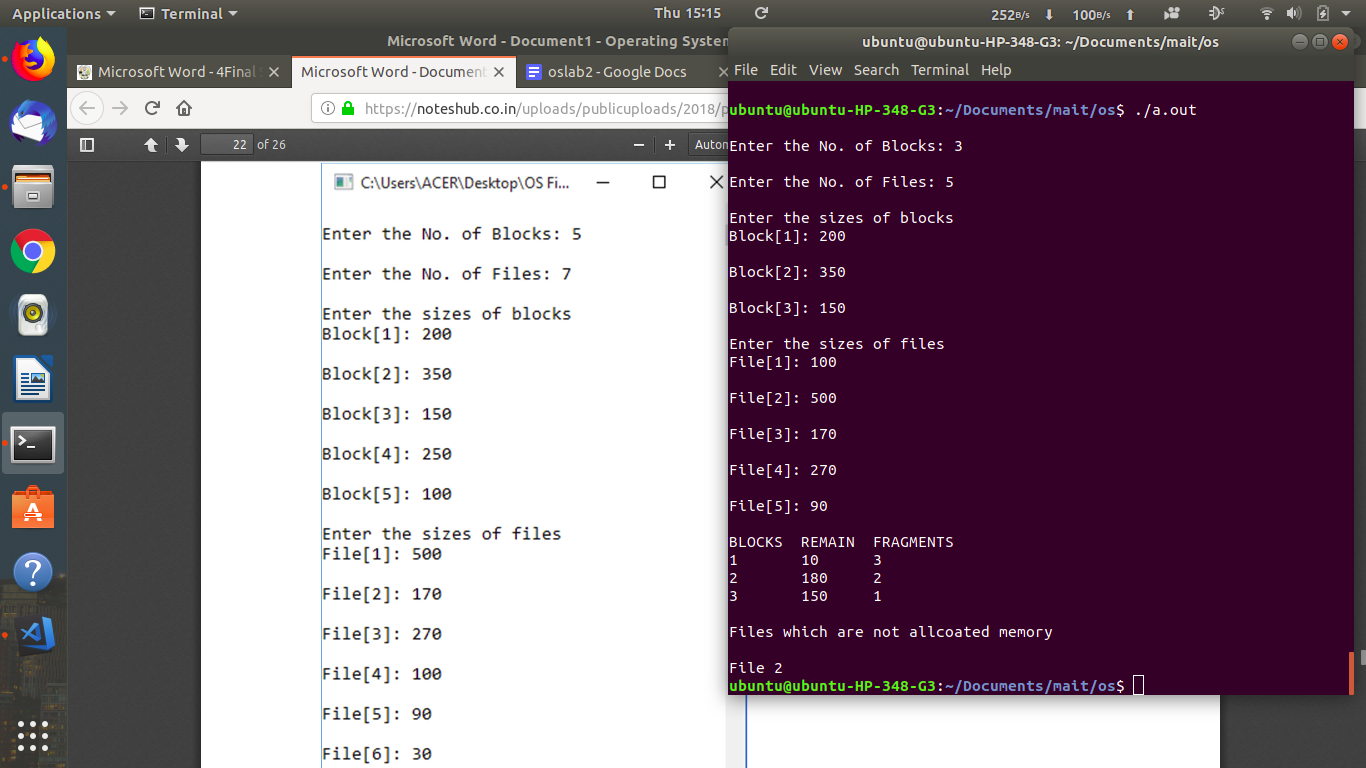 Applications Terminal Thu 15:15 252B/s 100B/s
Microsoft Word - Document1 - Operating System
Microsoft Word - 4Final S
Microsoft Word - Document
oslab2 - Google Docs
https://noteshub.co.in/uploads/publicuploads/2018/p
22 of 26
Autom
C:\Users\ACER\Desktop\OS Fi...
Enter the No. of Blocks: 5
Enter the No. of Files: 7
Enter the sizes of blocks
Block[1]: 200
Block[2]: 350
Block[3]: 150
Block[4]: 250
Block[5]: 100
Enter the sizes of files
File[1]: 500
File[2]: 170
File[3]: 270
File[4]: 100
File[5]: 90
File[6]: 30
ubuntu@ubuntu-HP-348-G3: ~/Documents/mait/os
File Edit View Search Terminal Help
ubuntu@ubuntu-HP-348-G3:~/Documents/mait/os$ ./a.out
Enter the No. of Blocks: 3
Enter the No. of Files: 5
Enter the sizes of blocks
Block[1]: 200
Block[2]: 350
Block[3]: 150
Enter the sizes of files
File[1]: 100
File[2]: 500
File[3]: 170
File[4]: 270
File[5]: 90
BLOCKS REMAIN FRAGMENTS
1 10 3
2 180 2
3 150 1
Files which are not allcoated memory
File 2
ubuntu@ubuntu-HP-348-G3:~/Documents/mait/os$